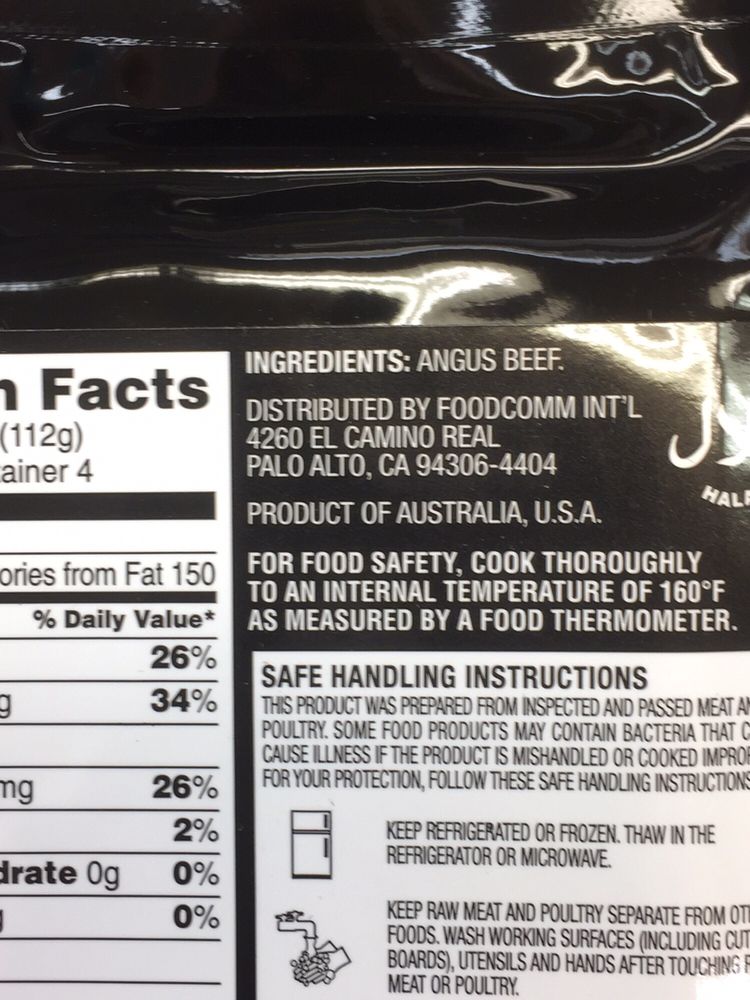 Facts
(112g)
4
ories from Fat 150
% Daily Value*
26%
g 34%
mg 26%
2%
drate 0g 0%
0%
INGREDIENTS: ANGUS BEEF.
DISTRIBUTED BY FOODCOMM INT'L
4260 EL CAMINO REAL
PALO ALTO, CA 94306-4404
PRODUCT OF AUSTRALIA, U.S.A.
FOR FOOD SAFETY, COOK THOROUGHLY
TO AN INTERNAL TEMPERATURE OF 160°F
AS MEASURED BY A FOOD THERMOMETER.
SAFE HANDLING INSTRUCTIONS
THIS PRODUCT WAS PREPARED FROM INSPECTED AND PASSED MEAT AN
POULTRY. SOME FOOD PRODUCTS MAY CONTAIN BACTERIA THAT C
CAUSE ILLNESS IF THE PRODUCT IS MISHANDLED OR COOKED IMPROP
FOR YOUR PROTECTION, FOLLOW THESE SAFE HANDLING INSTRUCTIONS
KEEP REFRIGERATED OR FROZEN. THAW IN THE
REFRIGERATOR OR MICROWAVE.
KEEP RAW MEAT AND POULTRY SEPARATE FROM OTH
FOODS. WASH WORKING SURFACES (INCLUDING CUT
BOARDS), UTENSILS AND HANDS AFTER TOUCHING
MEAT OR POULTRY.